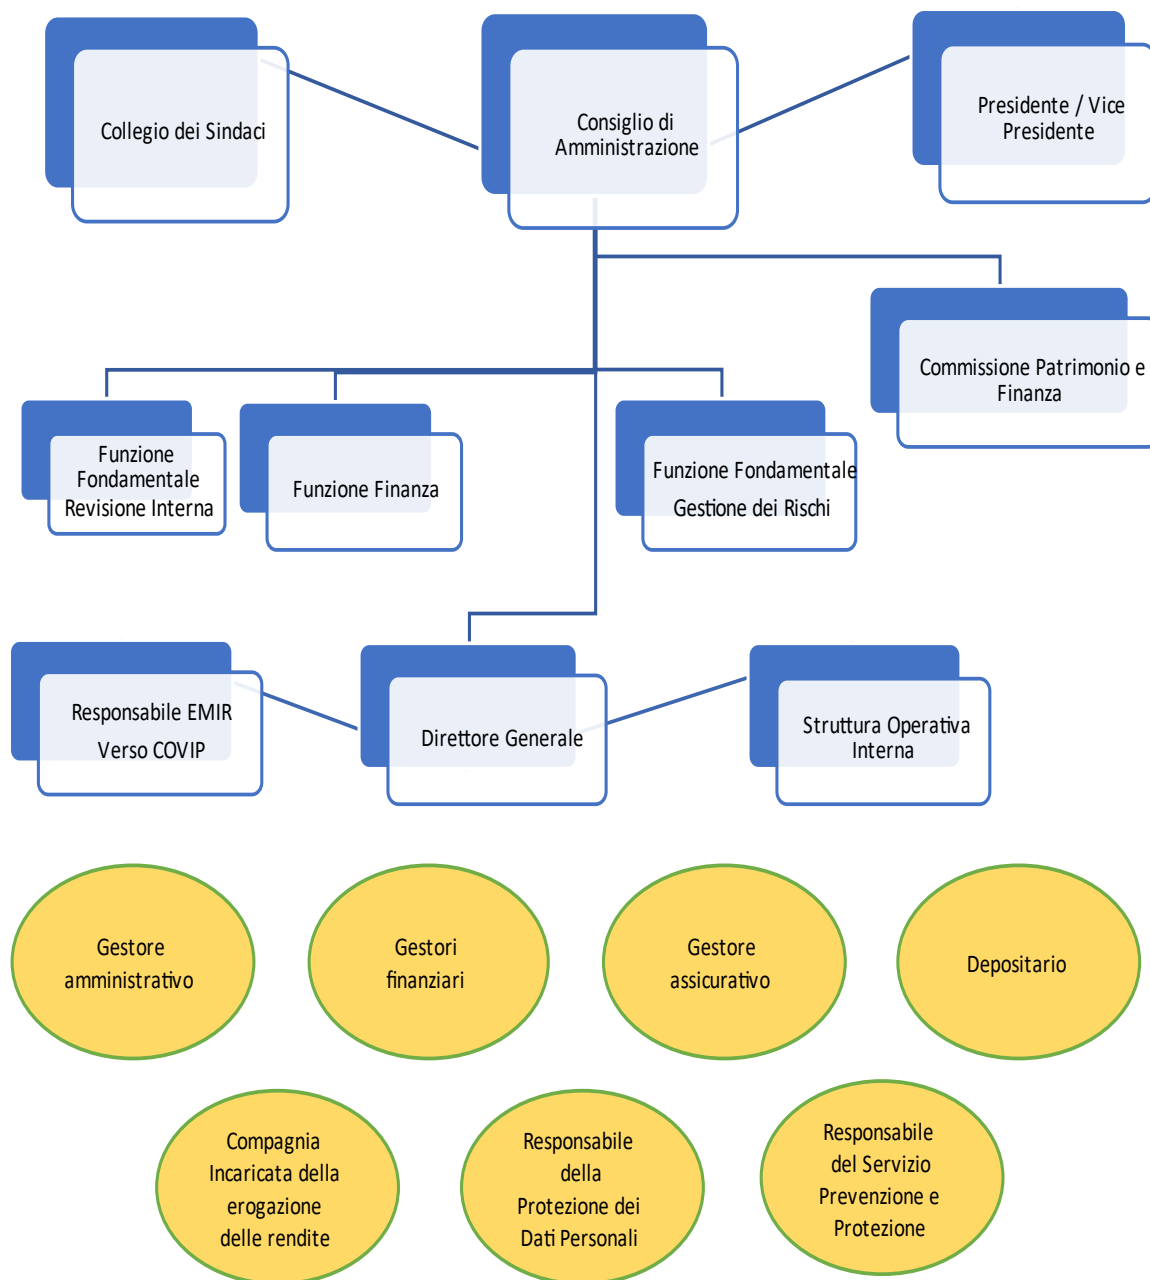 Collegio dei Sindaci
Consiglio di
Amministrazione
Presidente / Vice
Presidente
Commissione Patrimonio e
Finanza
Funzione
Fondamentale
Revisione Interna
Funzione Finanza
Funzione Fondamentale
Gestione dei Rischi
Responsabile EMIR
Verso COVIP
Direttore Generale
Struttura Operativa
Interna
Gestore
amministrativo
Gestori
finanziari
Gestore
assicurativo
Depositario
Compagnia
Incaricata della
erogazione
delle rendite
Responsabile
della
Protezione dei
Dati Personali
Responsabile
del Servizio
Prevenzione e
Protezione